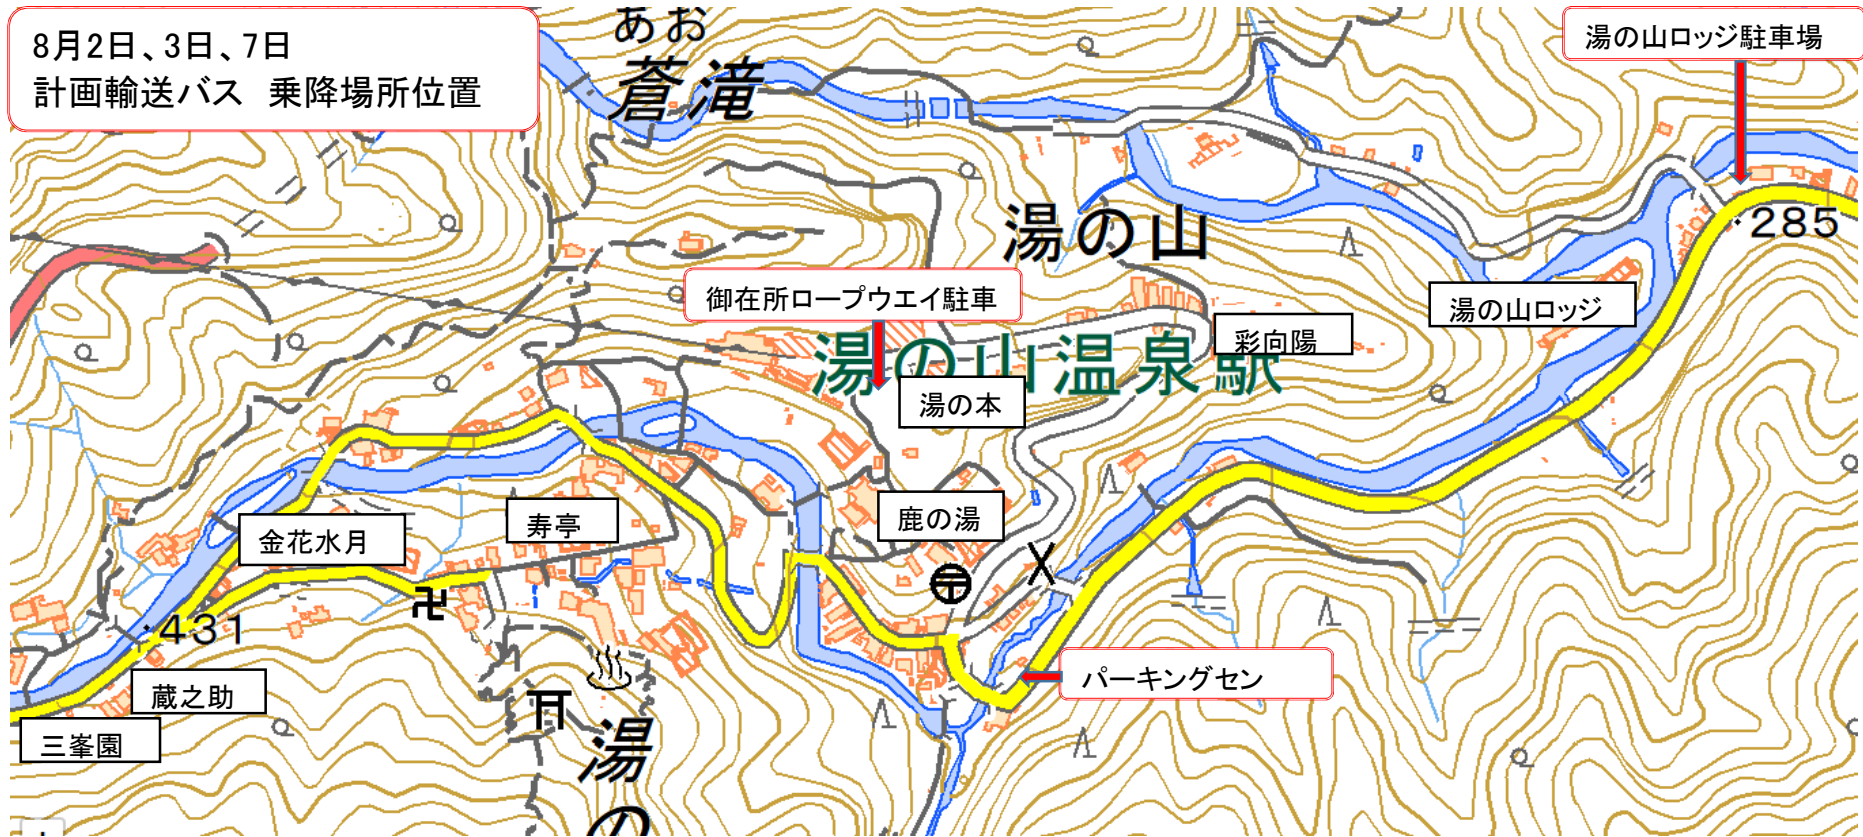 8月2日、3日、7日
計画輸送バス 乗降場所位置
あお
蒼滝
湯の山ロッジ駐車場
湯の山
285
御在所ロープウエイ駐車
湯の山ロッジ
彩向陽
湯の山温泉駅
湯の本
鹿の湯
寿亭
金花水月
431
パーキングセン
蔵之助
三峯園
湯の